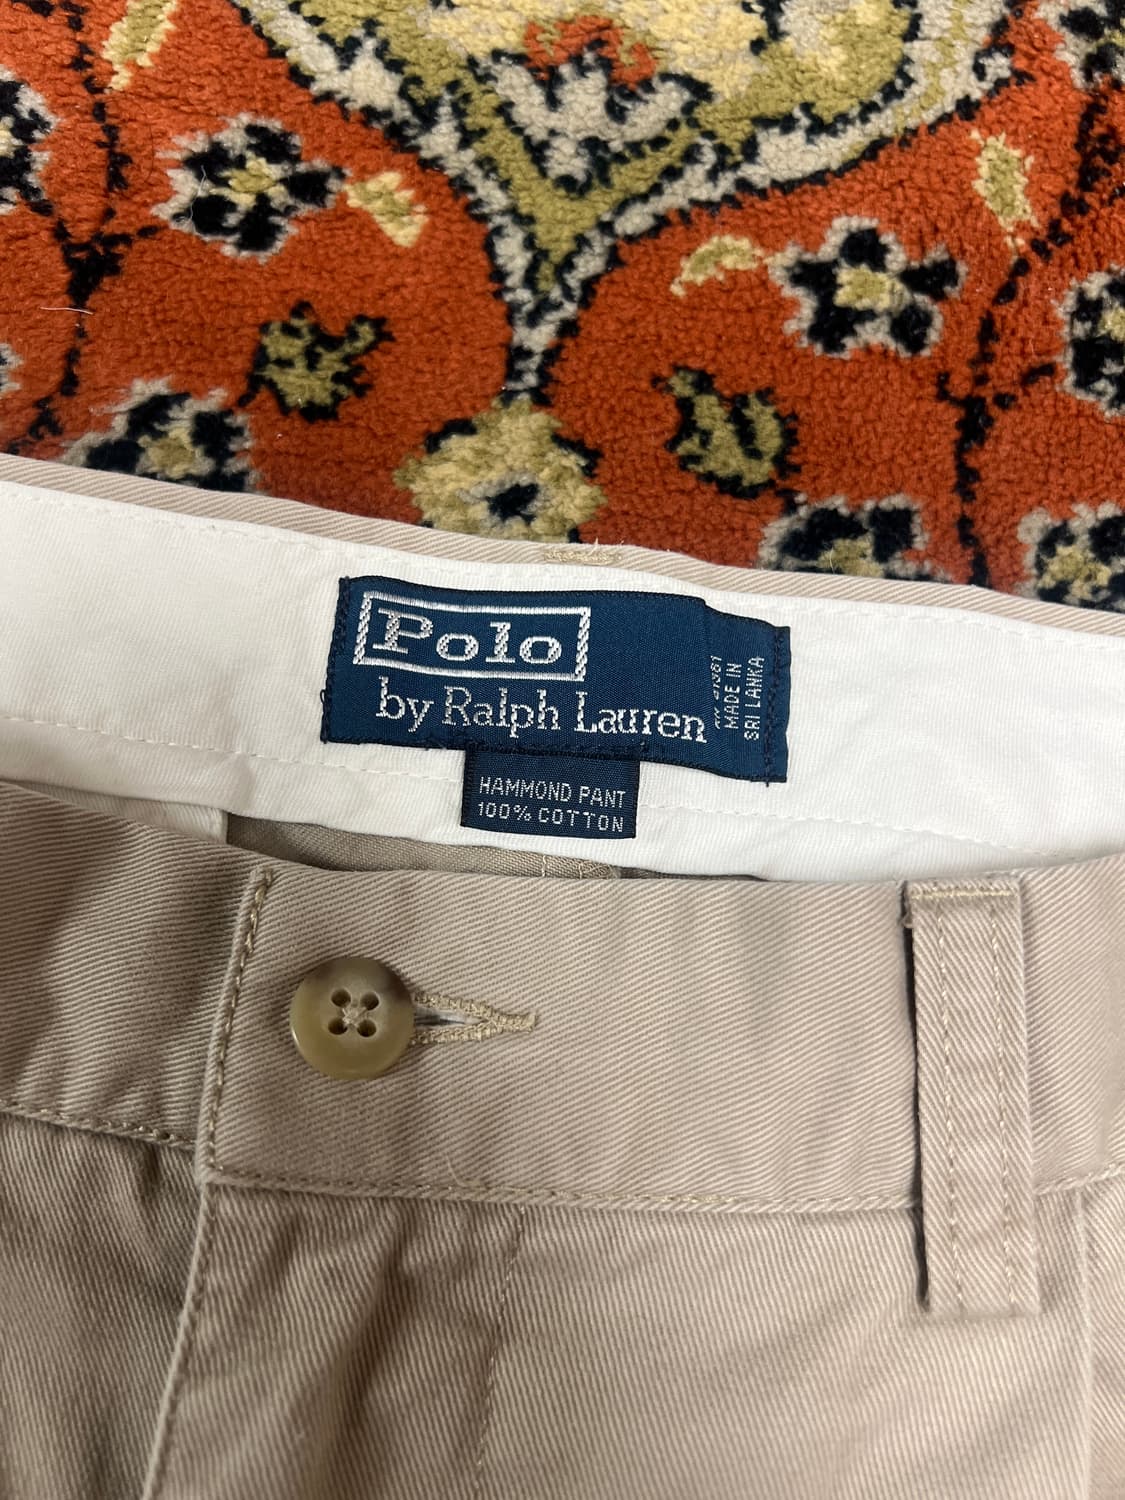 Polo
by Ralph Lauren
MADE IN
SRI LANKA
HAMMOND PANT
100% COTTON